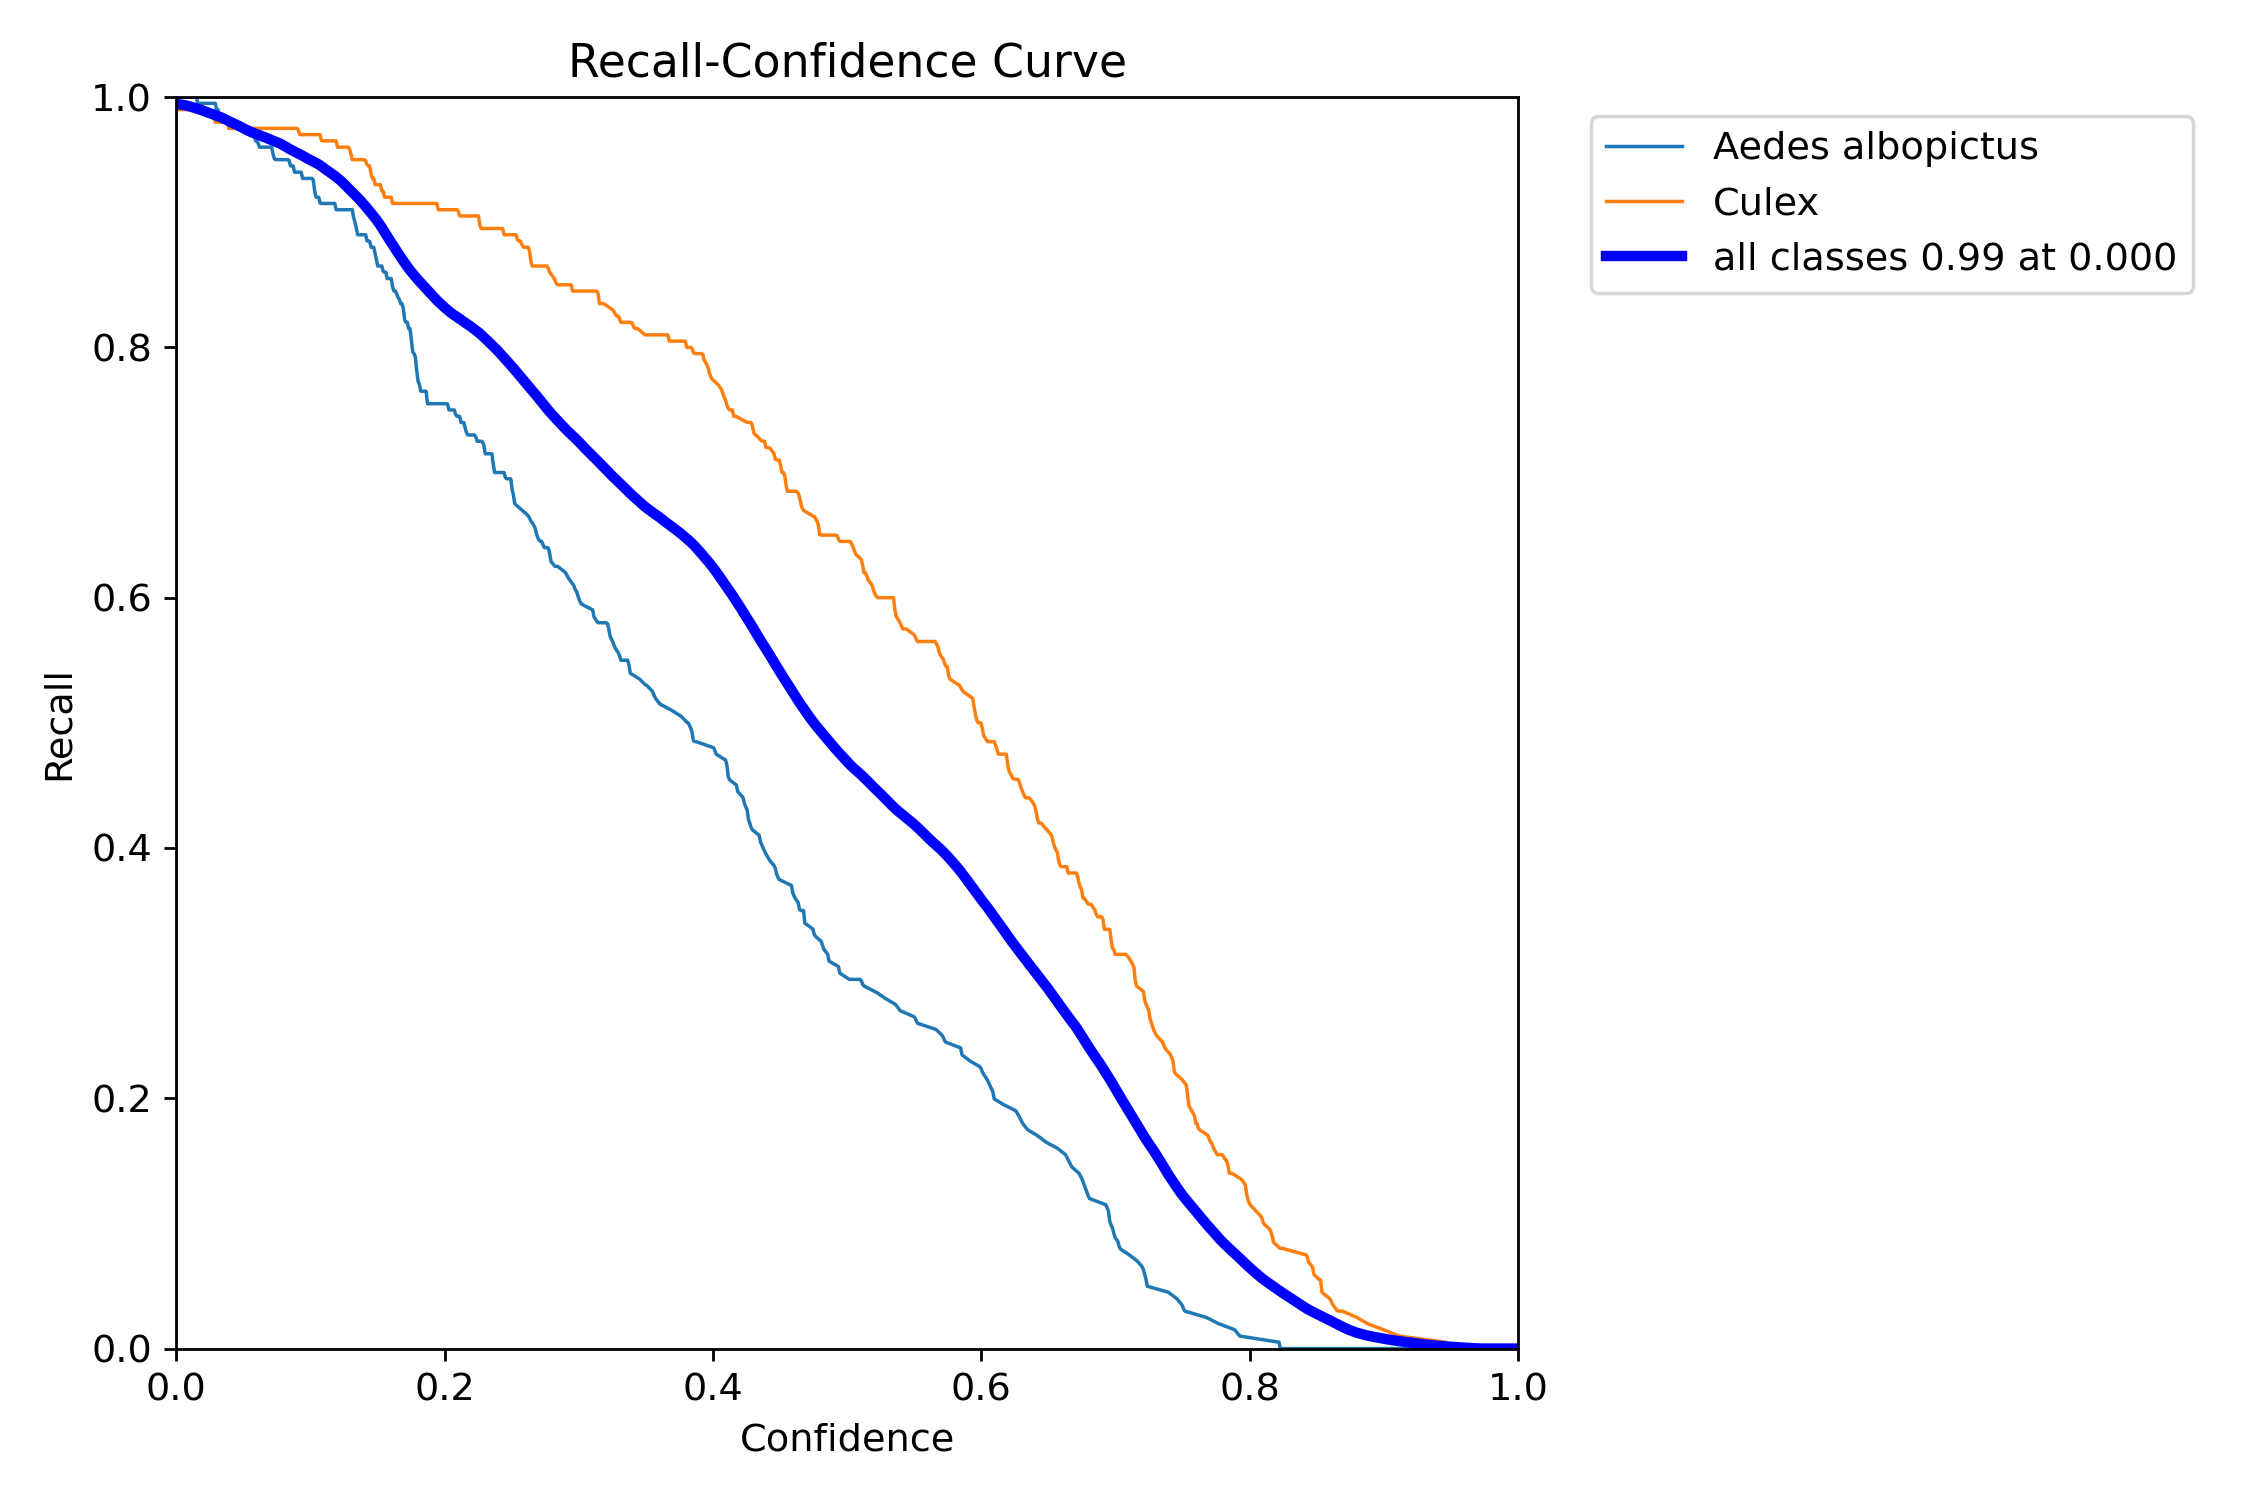 Recall-Confidence Curve
Aedes albopictus
Culex
all classes 0.99 at 0.000
1.0
0.8
0.6
0.4
0.2
0.0
Recall
0.0 0.2 0.4 0.6 0.8 1.0
Confidence